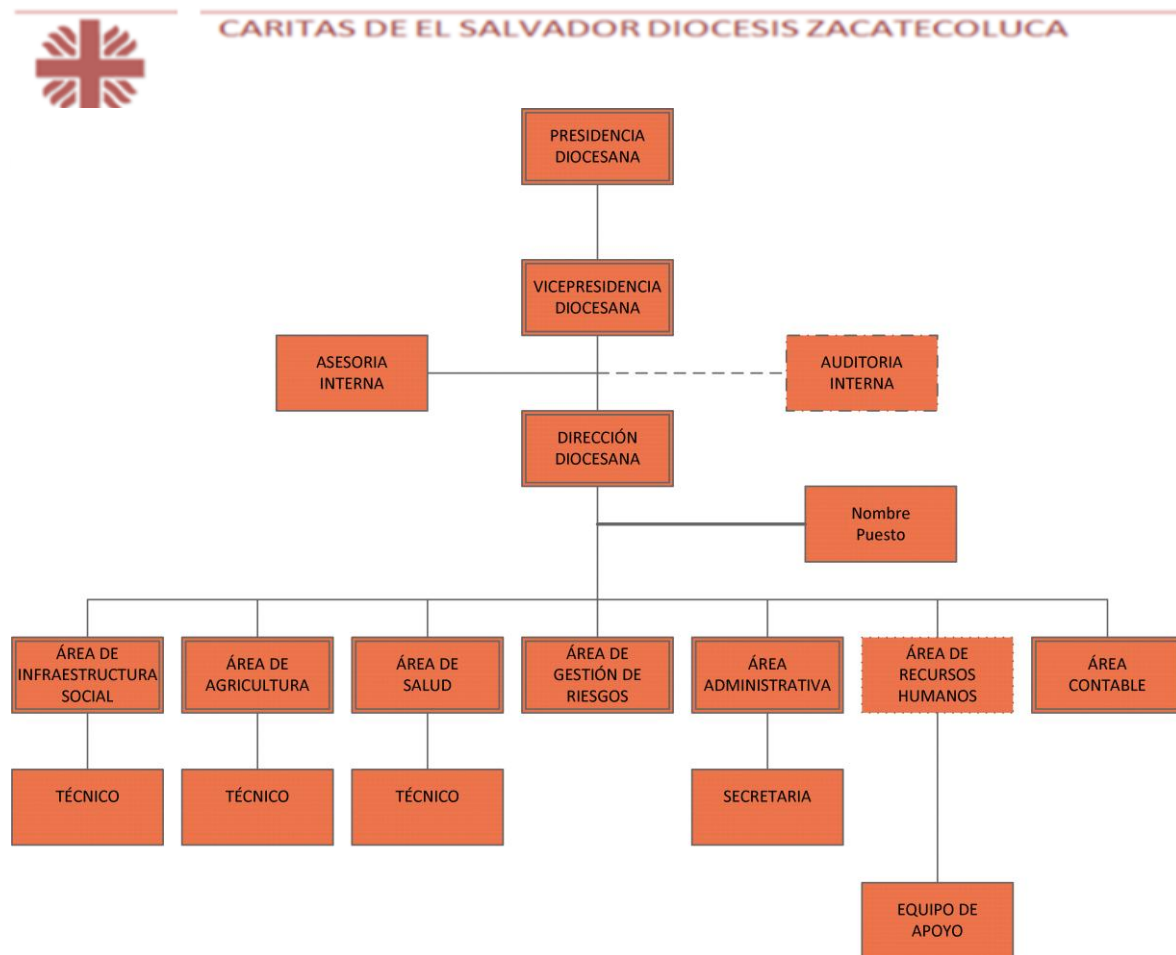 CARITAS DE EL SALVADOR DIOCESIS ZACATECOLUCA
PRESIDENCIA
DIOCESANA
VICEPRESIDENCIA
DIOCESANA
ASESORIA
INTERNA
AUDITORIA
INTERNA
DIRECCIÓN
DIOCESANA
Nombre
Puesto
ÁREA DE
INFRAESTRUCTURA
SOCIAL
ÁREA DE
AGRICULTURA
ÁREA DE
SALUD
ÁREA DE
GESTIÓN DE
RIESGOS
ÁREA
ADMINISTRATIVA
ÁREA DE
RECURSOS
HUMANOS
ÁREA
CONTABLE
TÉCNICO
TÉCNICO
TÉCNICO
SECRETARIA
EQUIPO DE
APOYO